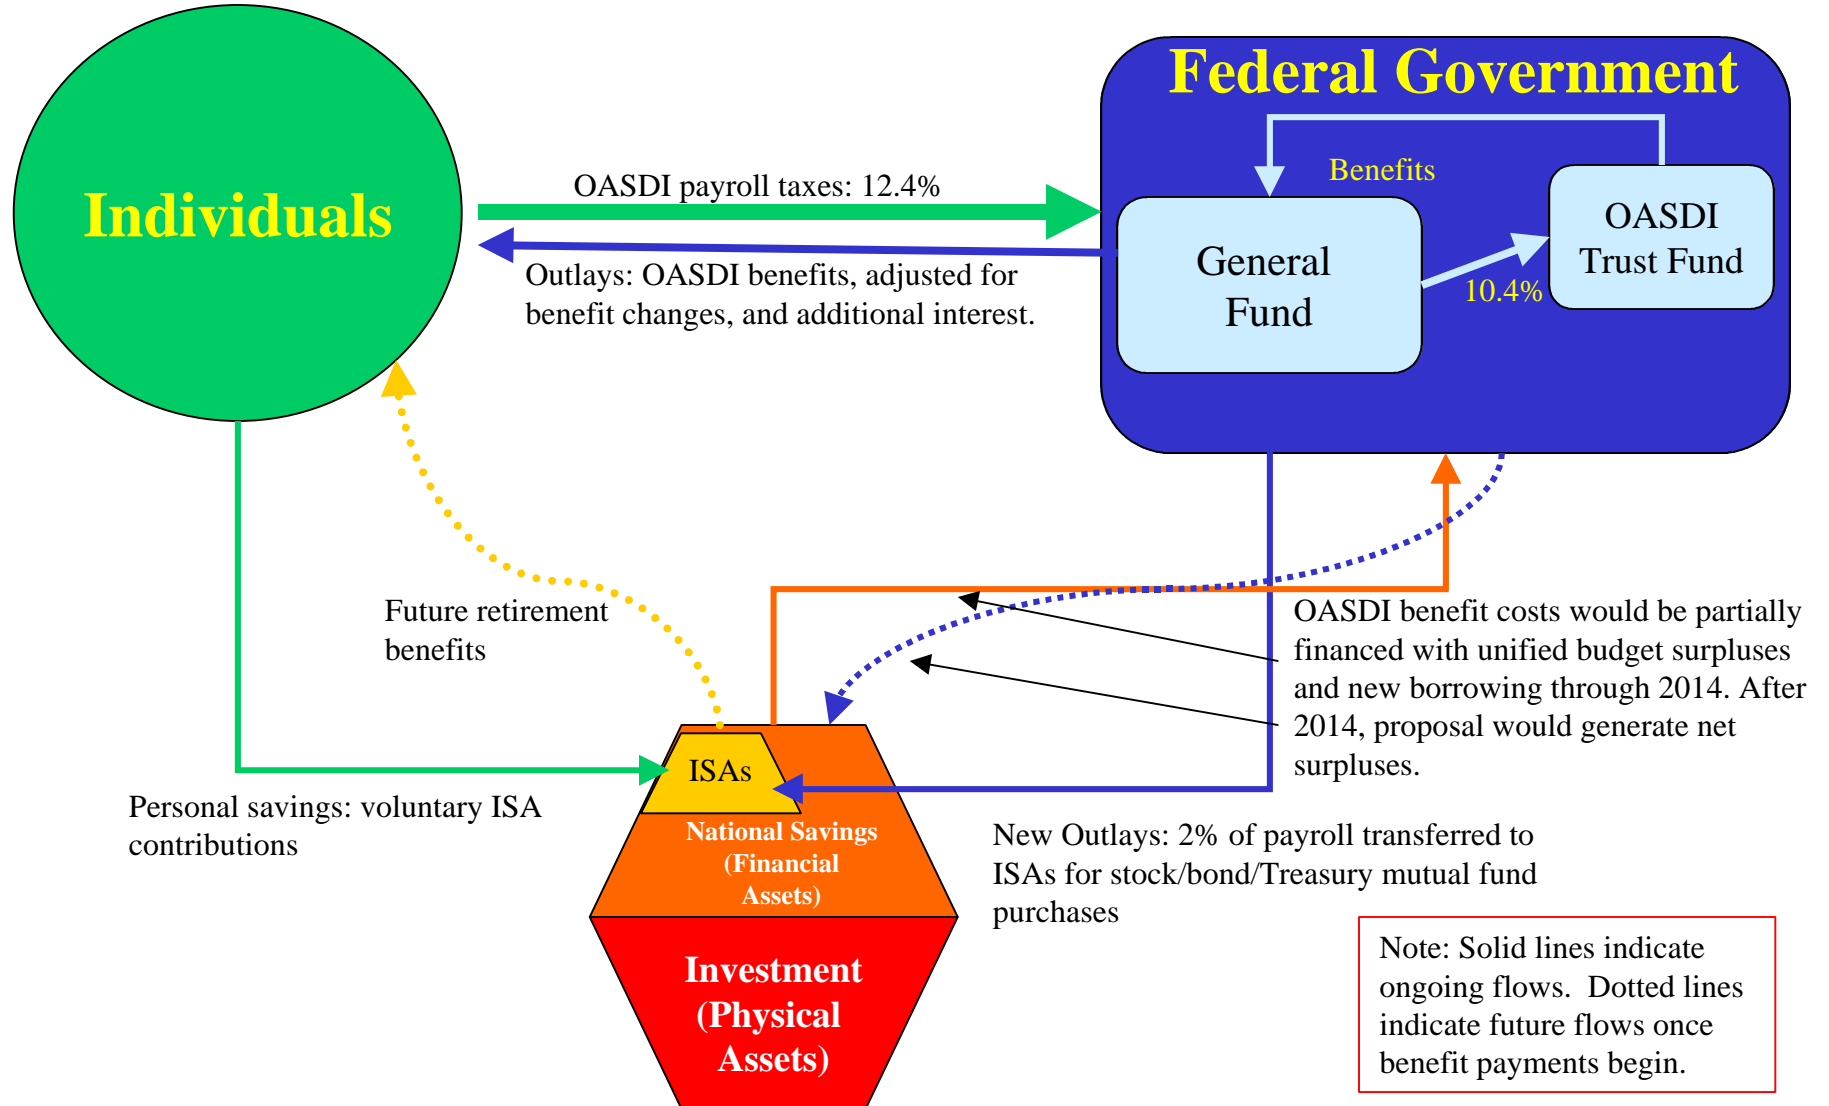 Federal Government
Individuals
OASDI payroll taxes: 12.4%
Benefits
OASDI
Trust Fund
General
Fund
10.4%
Outlays: OASDI benefits, adjusted for
benefit changes, and additional interest.
Future retirement
benefits
OASDI benefit costs would be partially
financed with unified budget surpluses
and new borrowing through 2014. After
2014, proposal would generate net
surpluses.
ISAs
Personal savings: voluntary ISA
contributions
National Savings
(Financial
Assets)
New Outlays: 2% of payroll transferred to
ISAs for stock/bond/Treasury mutual fund
purchases
Investment
(Physical
Assets)
Note: Solid lines indicate
ongoing flows.  Dotted lines
indicate future flows once
benefit payments begin.